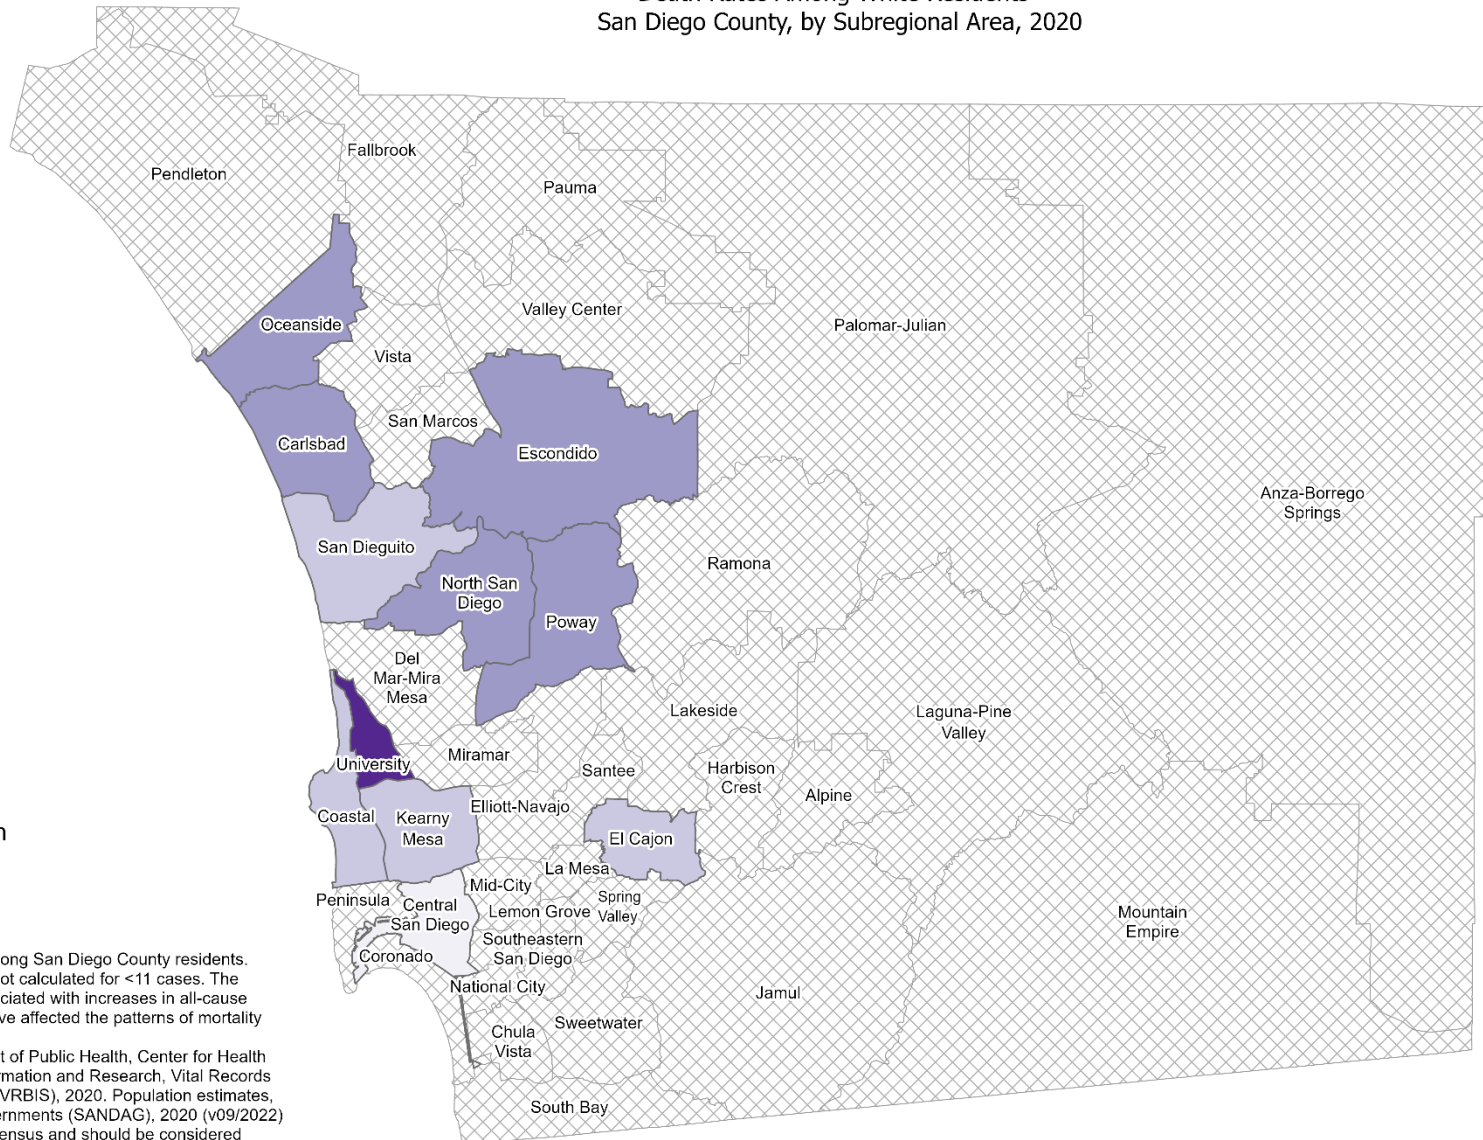 Death Rates Among White Residents
San Diego County, by Subregional Area, 2020
Fallbrook
Pendleton
Pauma
Valley Center
Oceanside
Palomar-Julian
Vista
San Marcos
Carlsbad
Escondido
Anza-Borrego
Springs
San Dieguito
Ramona
North San
Diego
Poway
Del
Mar-Mira
Mesa
Lakeside
Laguna-Pine
Valley
Miramar
University
Santee
Harbison
Crest
Alpine
Elliott-Navajo
Coastal
Kearny
Mesa
El Cajon
La Mesa
Mid-City
Peninsula
Central
San Diego
Spring
Valley
Lemon Grove
Mountain
Empire
Southeastern
San Diego
Coronado
National City
Jamul
Sweetwater
Chula
Vista
South Bay
ong San Diego County residents.
ot calculated for <11 cases. The
ciated with increases in all-cause
ve affected the patterns of mortality
t of Public Health, Center for Health
rmation and Research, Vital Records
VRBIS), 2020. Population estimates,
ernments (SANDAG), 2020 (v09/2022)
ensus and should be considered